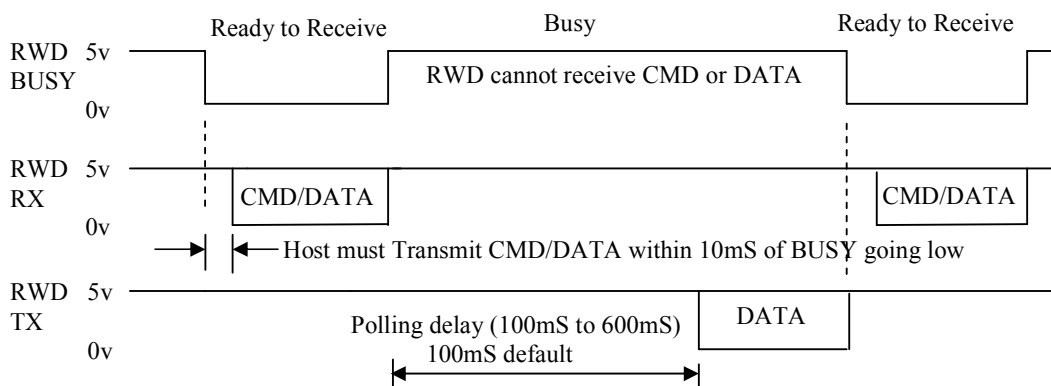 Ready to Receive Busy Ready to Receive
RWD 5v
BUSY
RWD cannot receive CMD or DATA
0v
RWD 5v
RX
CMD/DATA CMD/DATA
0v
Host must Transmit CMD/DATA within 10mS of BUSY going low
RWD 5v
TX
DATA
Polling delay (100mS to 600mS)
0v
100mS default